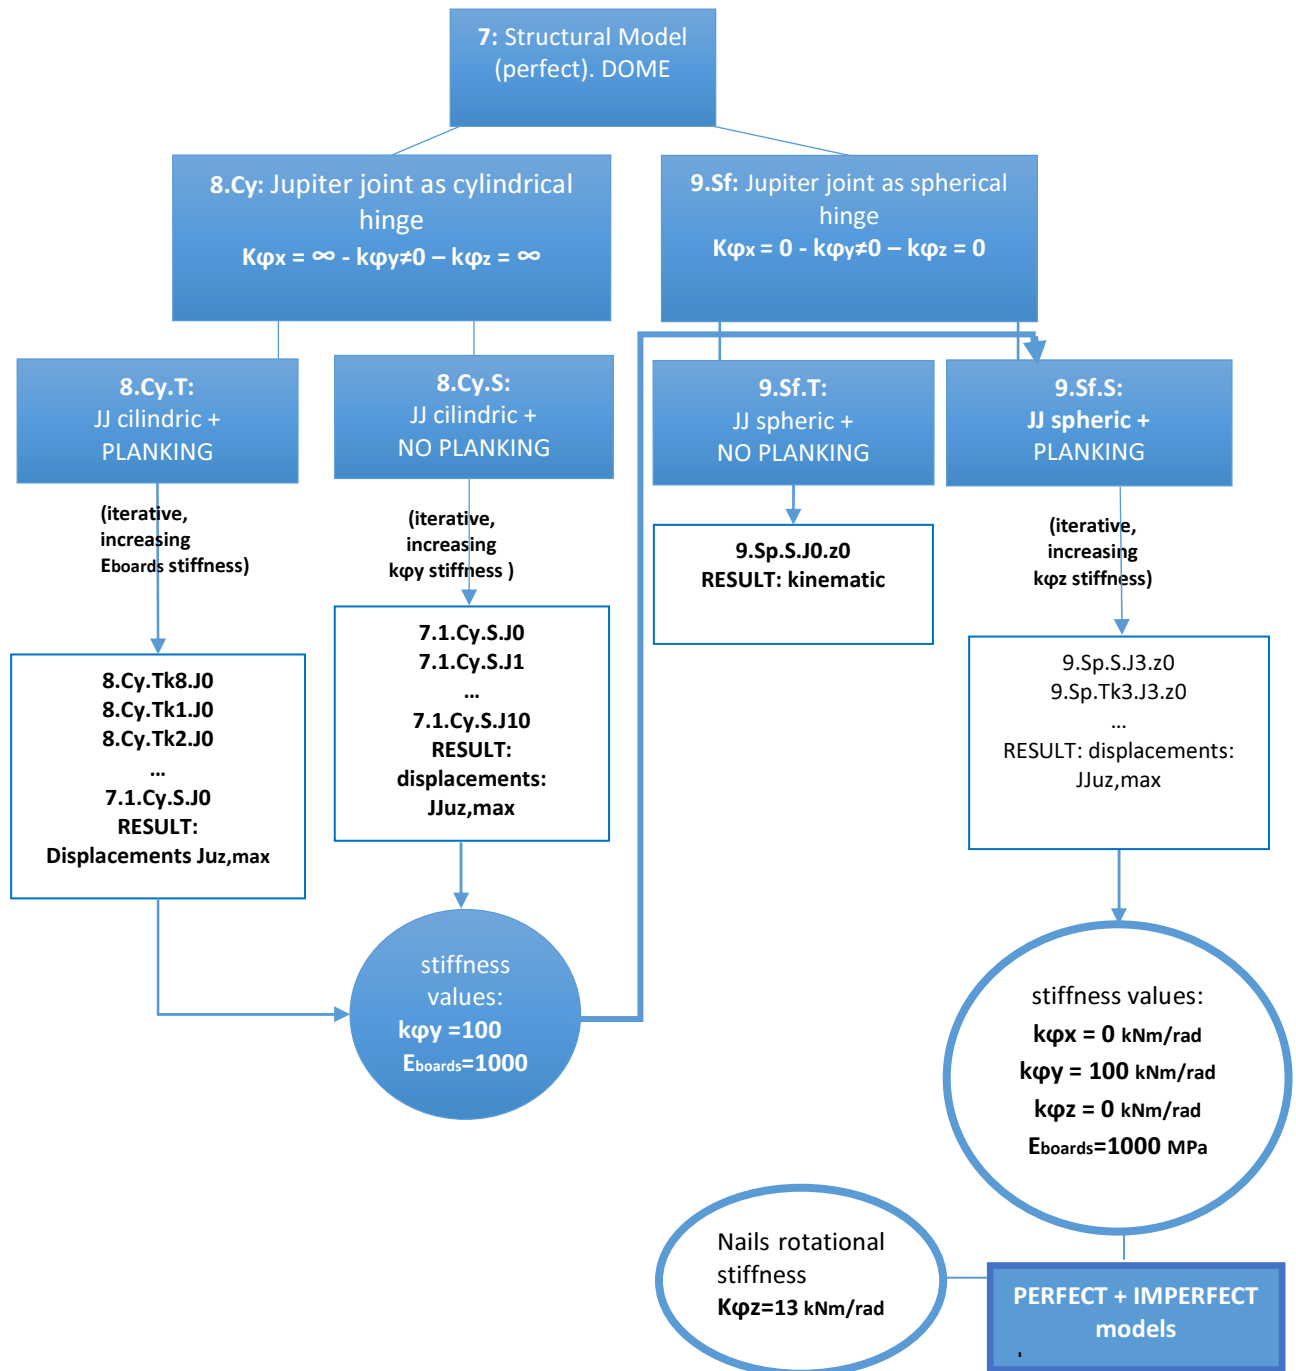 7: Structural Model
(perfect). DOME
8.Cy: Jupiter joint as cylindrical
hinge
Kφx = ∞ - kφy≠0 – kφz = ∞
9.Sf: Jupiter joint as spherical
hinge
Kφx = 0 - kφy≠0 – kφz = 0
8.Cy.T:
JJ cilindric +
PLANKING
8.Cy.S:
JJ cilindric +
NO PLANKING
9.Sf.T:
JJ spheric +
NO PLANKING
9.Sf.S:
JJ spheric +
PLANKING
(iterative,
increasing
Eboards stiffness)
(iterative,
increasing
kφy stiffness )
9.Sp.S.J0.z0
RESULT: kinematic
(iterative,
increasing
kφz stiffness)
8.Cy.Tk8.J0
8.Cy.Tk1.J0
8.Cy.Tk2.J0
...
7.1.Cy.S.J0
RESULT:
Displacements Juz,max
7.1.Cy.S.J0
7.1.Cy.S.J1
...
7.1.Cy.S.J10
RESULT:
displacements:
JJuz,max
9.Sp.S.J3.z0
9.Sp.Tk3.J3.z0
...
RESULT: displacements:
JJuz,max
stiffness
values:
kφy =100
Eboards=1000
stiffness values:
kφx = 0 kNm/rad
kφy = 100 kNm/rad
kφz = 0 kNm/rad
Eboards=1000 MPa
Nails rotational
stiffness
Kφz=13 kNm/rad
PERFECT + IMPERFECT
models